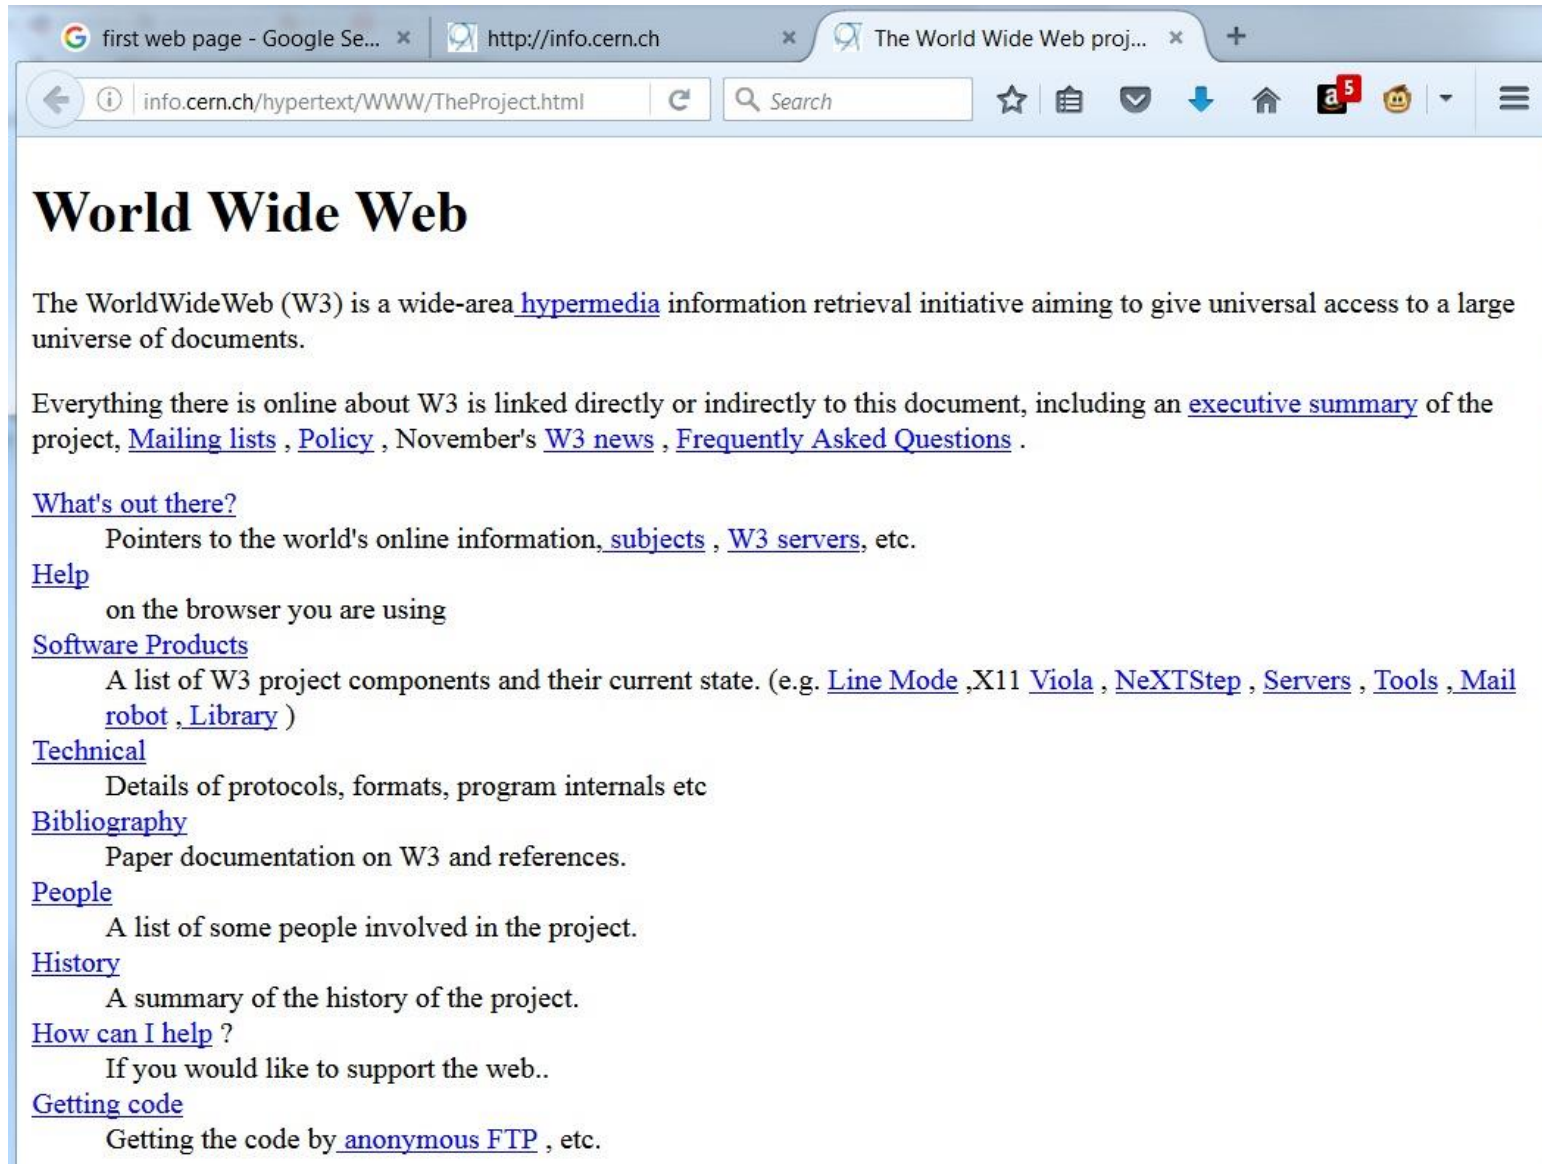 first web page - Google Se...
http://info.cern.ch
The World Wide Web proj...
info.cern.ch/hypertext/WWW/TheProject.html
Search
5
World Wide Web
The WorldWideWeb (W3) is a wide-area hypermedia information retrieval initiative aiming to give universal access to a large
universe of documents.
Everything there is online about W3 is linked directly or indirectly to this document, including an executive summary of the
project, Mailing lists , Policy , November's W3 news , Frequently Asked Questions .
What's out there?
Pointers to the world's online information, subjects , W3 servers, etc.
Help
on the browser you are using
Software Products
A list of W3 project components and their current state. (e.g. Line Mode ,X11 Viola , NeXTStep , Servers , Tools , Mail
robot , Library )
Technical
Details of protocols, formats, program internals etc
Bibliography
Paper documentation on W3 and references.
People
A list of some people involved in the project.
History
A summary of the history of the project.
How can I help ?
If you would like to support the web..
Getting code
Getting the code by anonymous FTP , etc.